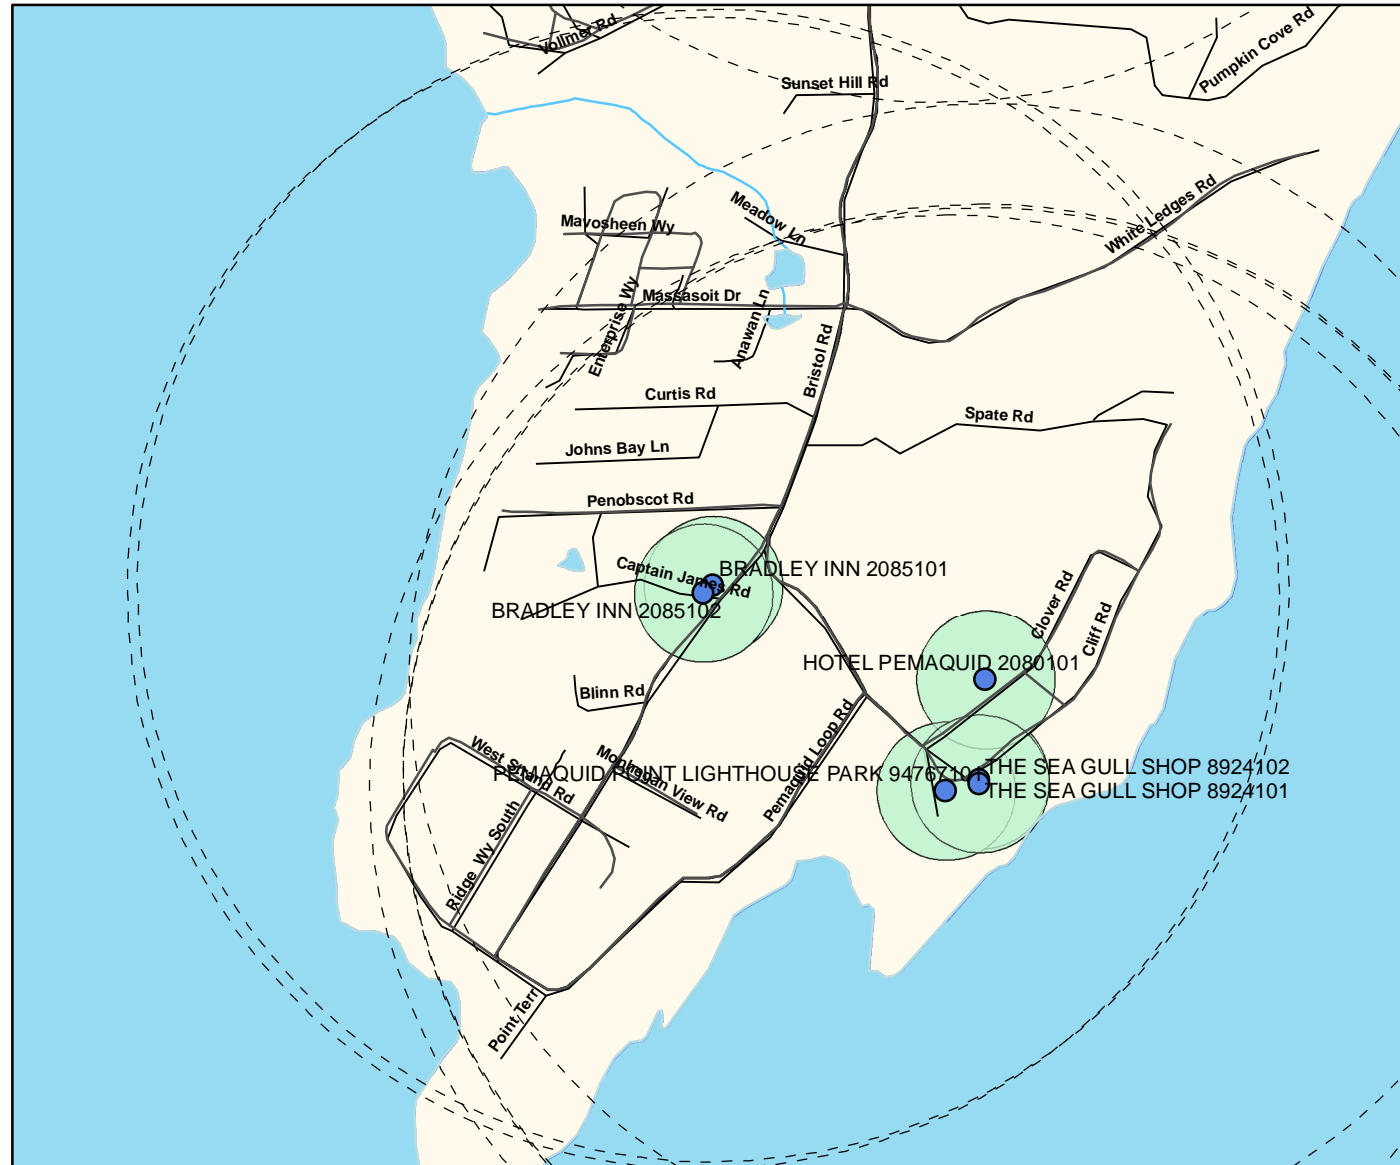 Vollmer Rd
Sunset Hill Rd
Pumpkin Cove Rd
Mavosheen Wy
Meadow Ln
White Ledges Rd
Massasoit Dr
Enterprise Wy
Anawan Ln
Bristol Rd
Curtis Rd
Spate Rd
Johns Bay Ln
Penobscot Rd
Captain James Rd
BRADLEY INN 2085101
BRADLEY INN 2085102
Clover Rd
Cliff Rd
HOTEL PEMAQUID 2080101
Blinn Rd
Pemaquid Loop Rd
West Strand Rd
Monhegan View Rd
PEMAQUID POINT LIGHTHOUSE PARK 94767101
THE SEA GULL SHOP 8924102
THE SEA GULL SHOP 8924101
Ridge Wy South
Point Terr